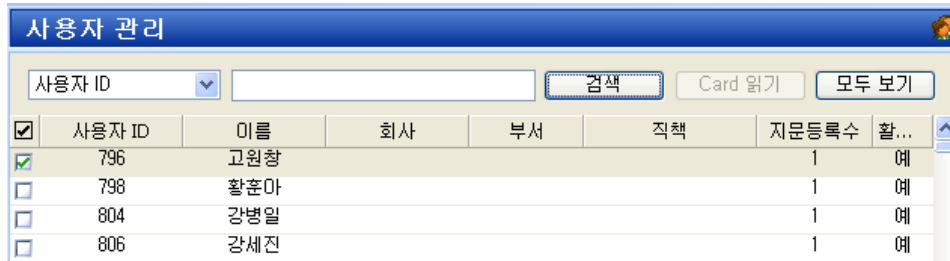 사용자 관리
사용자 ID 검색 Card 읽기 모두 보기
사용자 ID 이름 회사 부서 직책 지문등록수 활...
796 고원창 1 예
798 황훈아 1 예
804 강병일 1 예
806 강세진 1 예